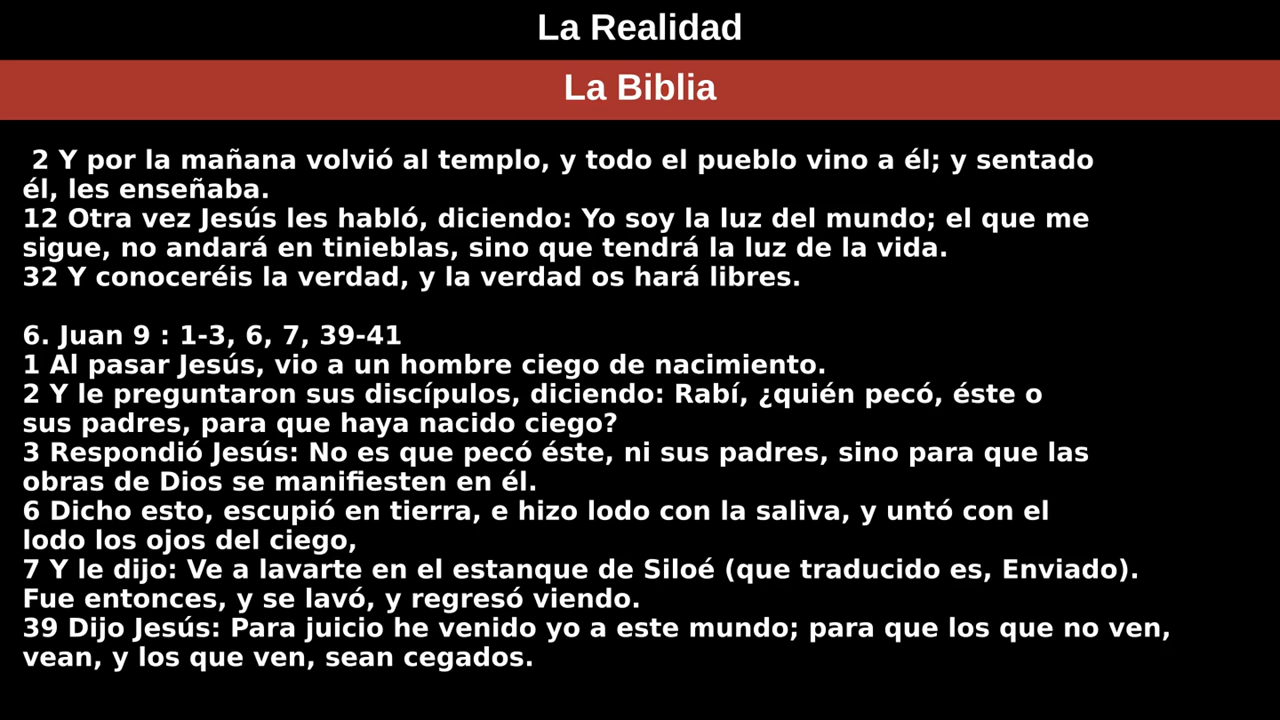 La Realidad
La Biblia
2 Y por la mañana volvió al templo, y todo el pueblo vino a él; y sentado
él, les enseñaba.
12 Otra vez Jesús les habló, diciendo: Yo soy la luz del mundo; el que me
sigue, no andará en tinieblas, sino que tendrá la luz de la vida.
32 Y conoceréis la verdad, y la verdad os hará libres.
6. Juan 9 : 1-3, 6, 7, 39-41
1 Al pasar Jesús, vio a un hombre ciego de nacimiento.
2 Y le preguntaron sus discípulos, diciendo: Rabí, ¿quién pecó, éste o
sus padres, para que haya nacido ciego?
3 Respondió Jesús: No es que pecó éste, ni sus padres, sino para que las
obras de Dios se manifiesten en él.
6 Dicho esto, escupió en tierra, e hizo lodo con la saliva, y untó con el
lodo los ojos del ciego,
7 Y le dijo: Ve a lavarte en el estanque de Siloé (que traducido es, Enviado).
Fue entonces, y se lavó, y regresó viendo.
39 Dijo Jesús: Para juicio he venido yo a este mundo; para que los que no ven,
vean, y los que ven, sean cegados.